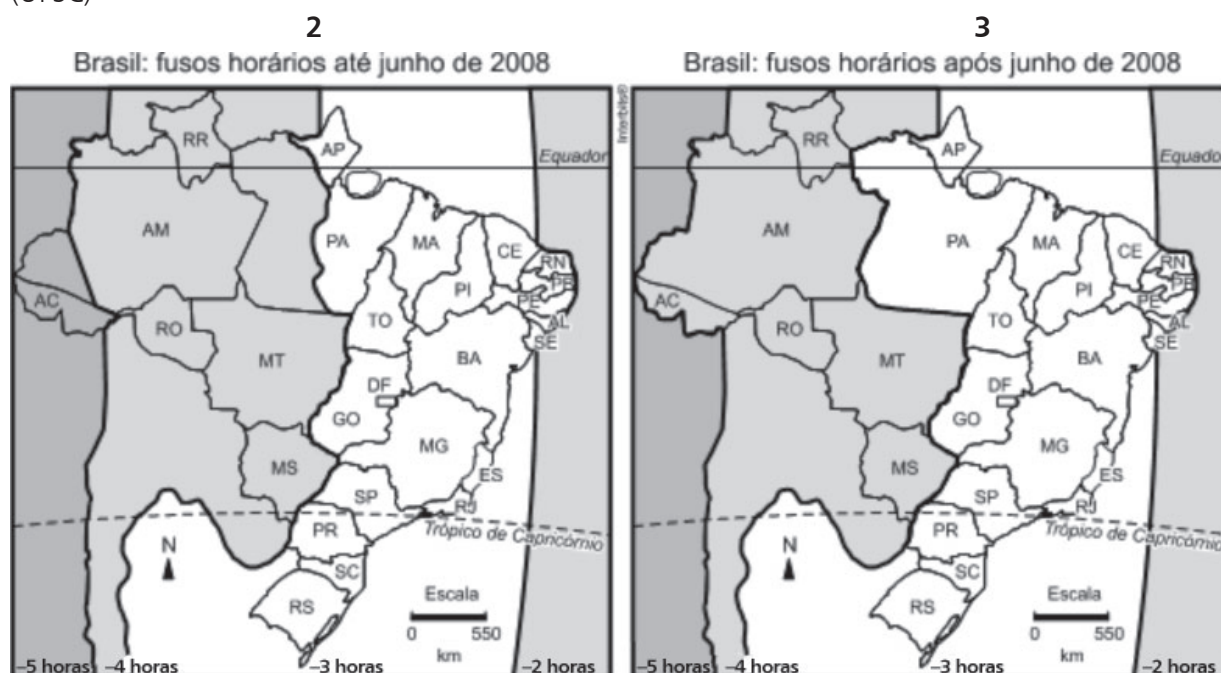 2
Brasil: fusos horários até junho de 2008
RR
AP
Equador
AM
PA
MA
CE
RN
PB
PI
PE
AC
AL
TO
SE
RO
BA
MT
DF
GO
MG
MS
ES
SP
RJ
PR
Trópico de Capricórnio
N
SC
Escala
RS
0 550
km
–5 horas –4 horas –3 horas –2 horas
Interbits®
3
Brasil: fusos horários após junho de 2008
RR
AP
Equador
AM
PA
MA
CE
RN
PB
PI
PE
AC
AL
TO
SE
RO
BA
MT
DF
GO
MG
MS
ES
SP
RJ
PR
Trópico de Capricórnio
N
SC
Escala
RS
0 550
km
–5 horas –4 horas –3 horas –2 horas